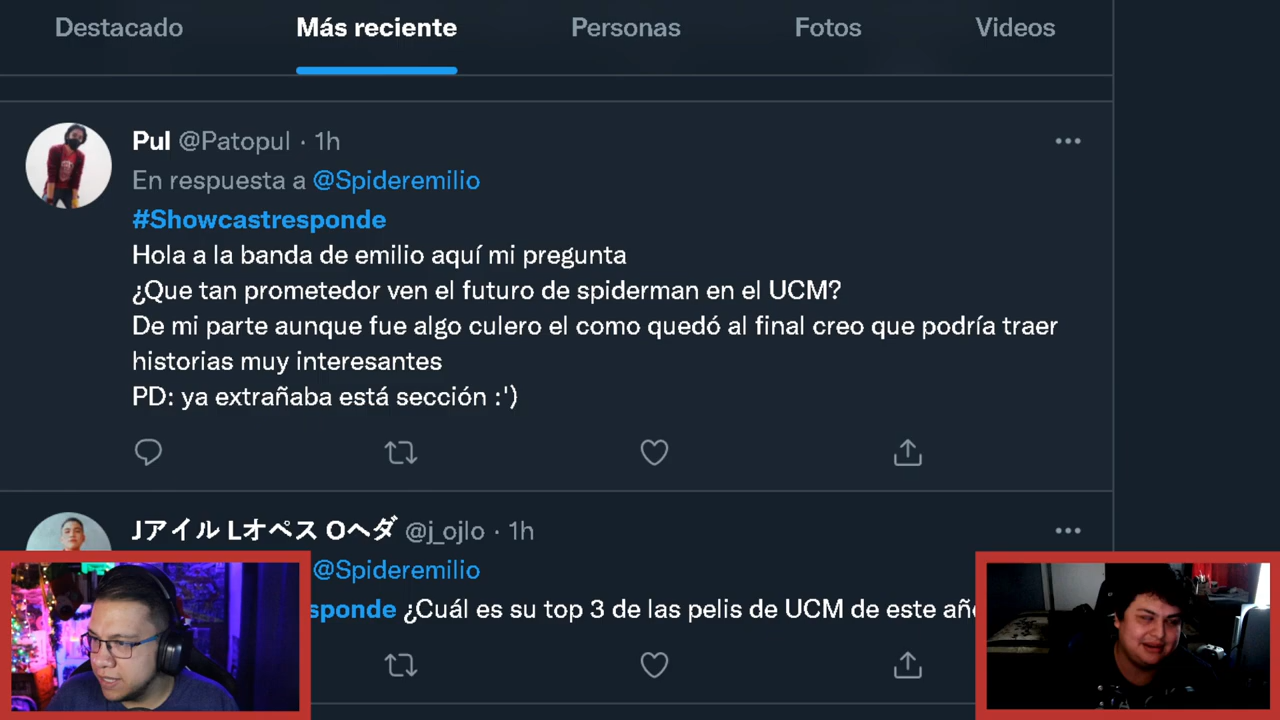 Destacado Más reciente Personas Fotos Videos
Pul @Patopul · 1h
En respuesta a @Spideremilio
#Showcastresponde
Hola a la banda de emilio aquí mi pregunta
¿Que tan prometedor ven el futuro de spiderman en el UCM?
De mi parte aunque fue algo culero el como quedó al final creo que podría traer
historias muy interesantes
PD: ya extrañaba está sección :')
Jアイル Lオペス Oヘダ @j_ojlo · 1h
@Spideremilio
sponde ¿Cuál es su top 3 de las pelis de UCM de este